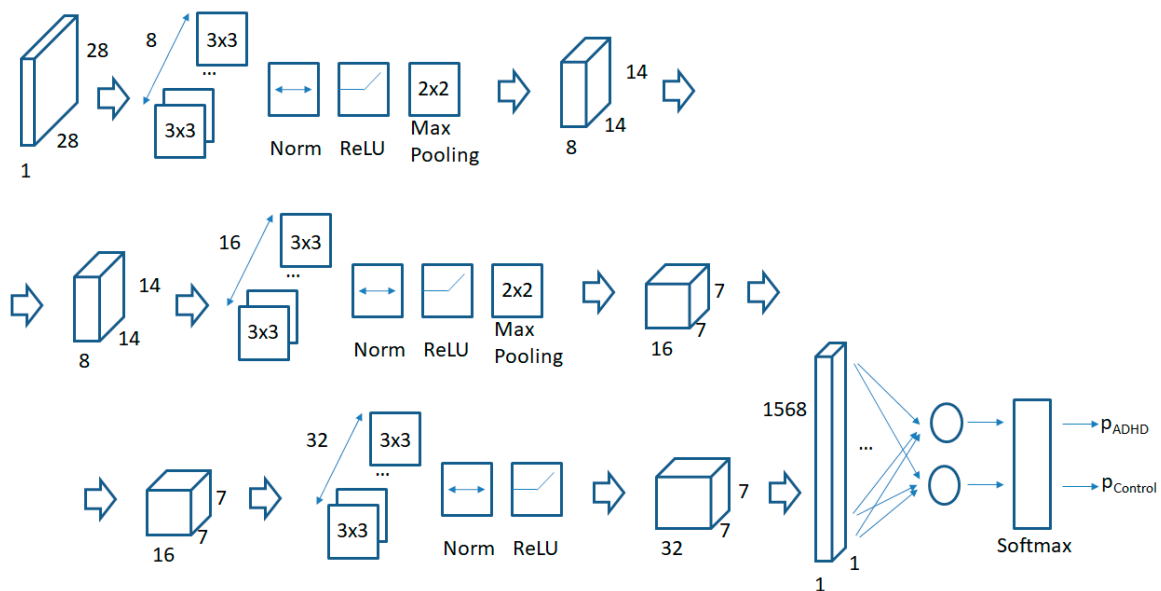 28
28
1
8
3x3
...
3x3
Norm
ReLU
2x2
Max
Pooling
14
14
8
14
14
8
16
3x3
...
3x3
Norm
ReLU
2x2
Max
Pooling
7
7
16
7
7
16
32
3x3
...
3x3
Norm
ReLU
7
7
32
1568
...
1
1
Softmax
pADHD
pControl